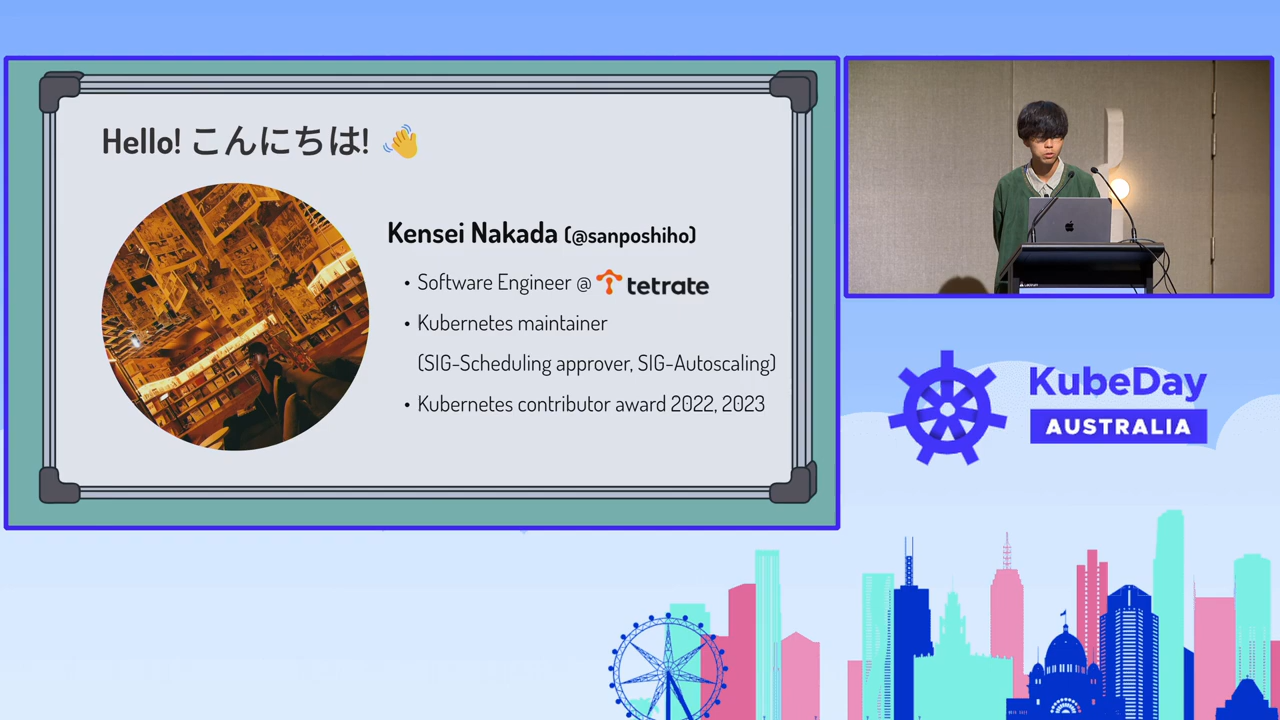 Hello! こんにちは! 👋
Kensei Nakada (@sanposhiho)
• Software Engineer @ tetrate
• Kubernetes maintainer
(SIG-Scheduling approver, SIG-Autoscaling)
• Kubernetes contributor award 2022, 2023
KubeDay
AUSTRALIA